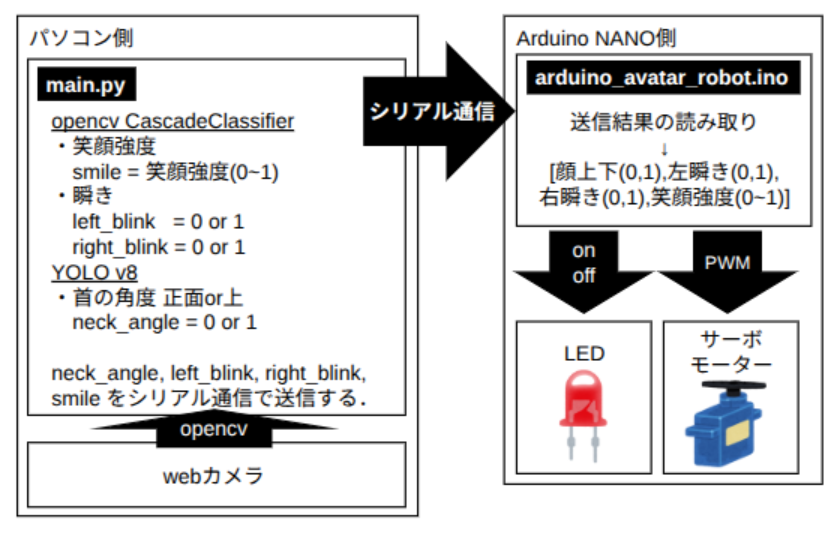 パソコン側
main.py
opencv CascadeClassifier
・笑顔強度
smile = 笑顔強度(0~1)
・瞬き
left_blink = 0 or 1
right_blink = 0 or 1
YOLO v8
・首の角度 正面or上
neck_angle = 0 or 1
neck_angle, left_blink, right_blink,
smile をシリアル通信で送信する．
opencv
webカメラ
シリアル通信
Arduino NANO側
arduino_avatar_robot.ino
送信結果の読み取り
↓
[顔上下(0,1),左瞬き(0,1),
右瞬き(0,1),笑顔強度(0~1)]
on
off
PWM
LED
サーボ
モーター